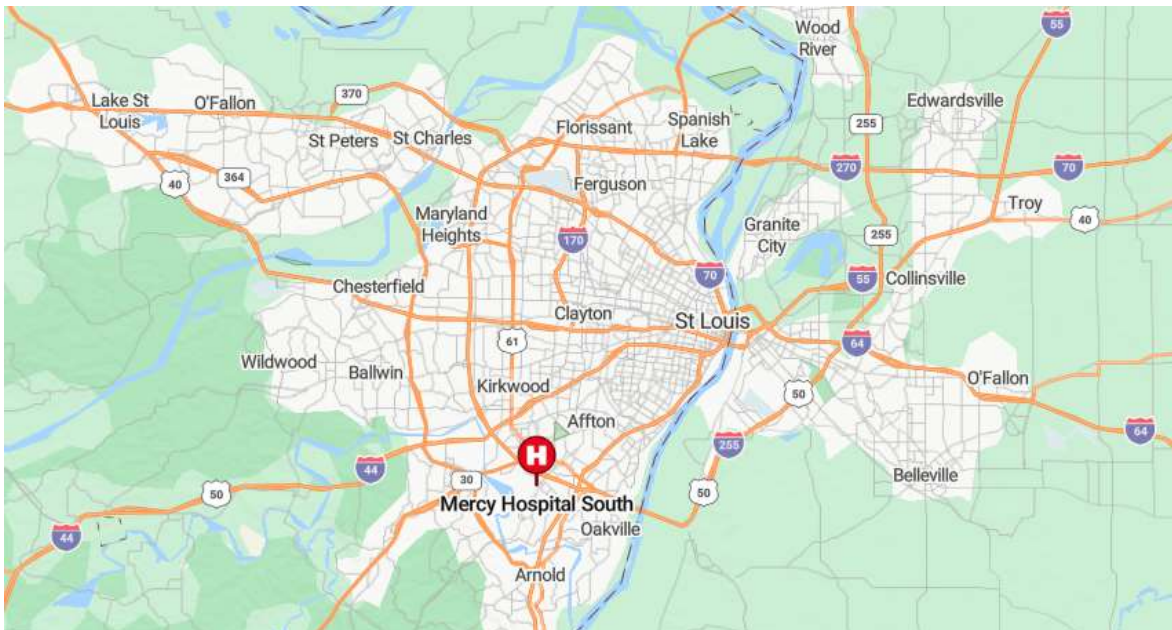 Wood
River
55
Lake St
Louis
O'Fallon
370
Edwardsville
St Peters
St Charles
Florissant
Spanish
Lake
255
40
364
Ferguson
270
70
Maryland
Heights
170
Granite
City
Troy
40
255
70
55
Collinsville
Chesterfield
Clayton
St Louis
61
64
Wildwood
Ballwin
Kirkwood
50
O'Fallon
Affton
255
64
H
44
30
Belleville
50
50
Mercy Hospital South
Oakville
44
Arnold